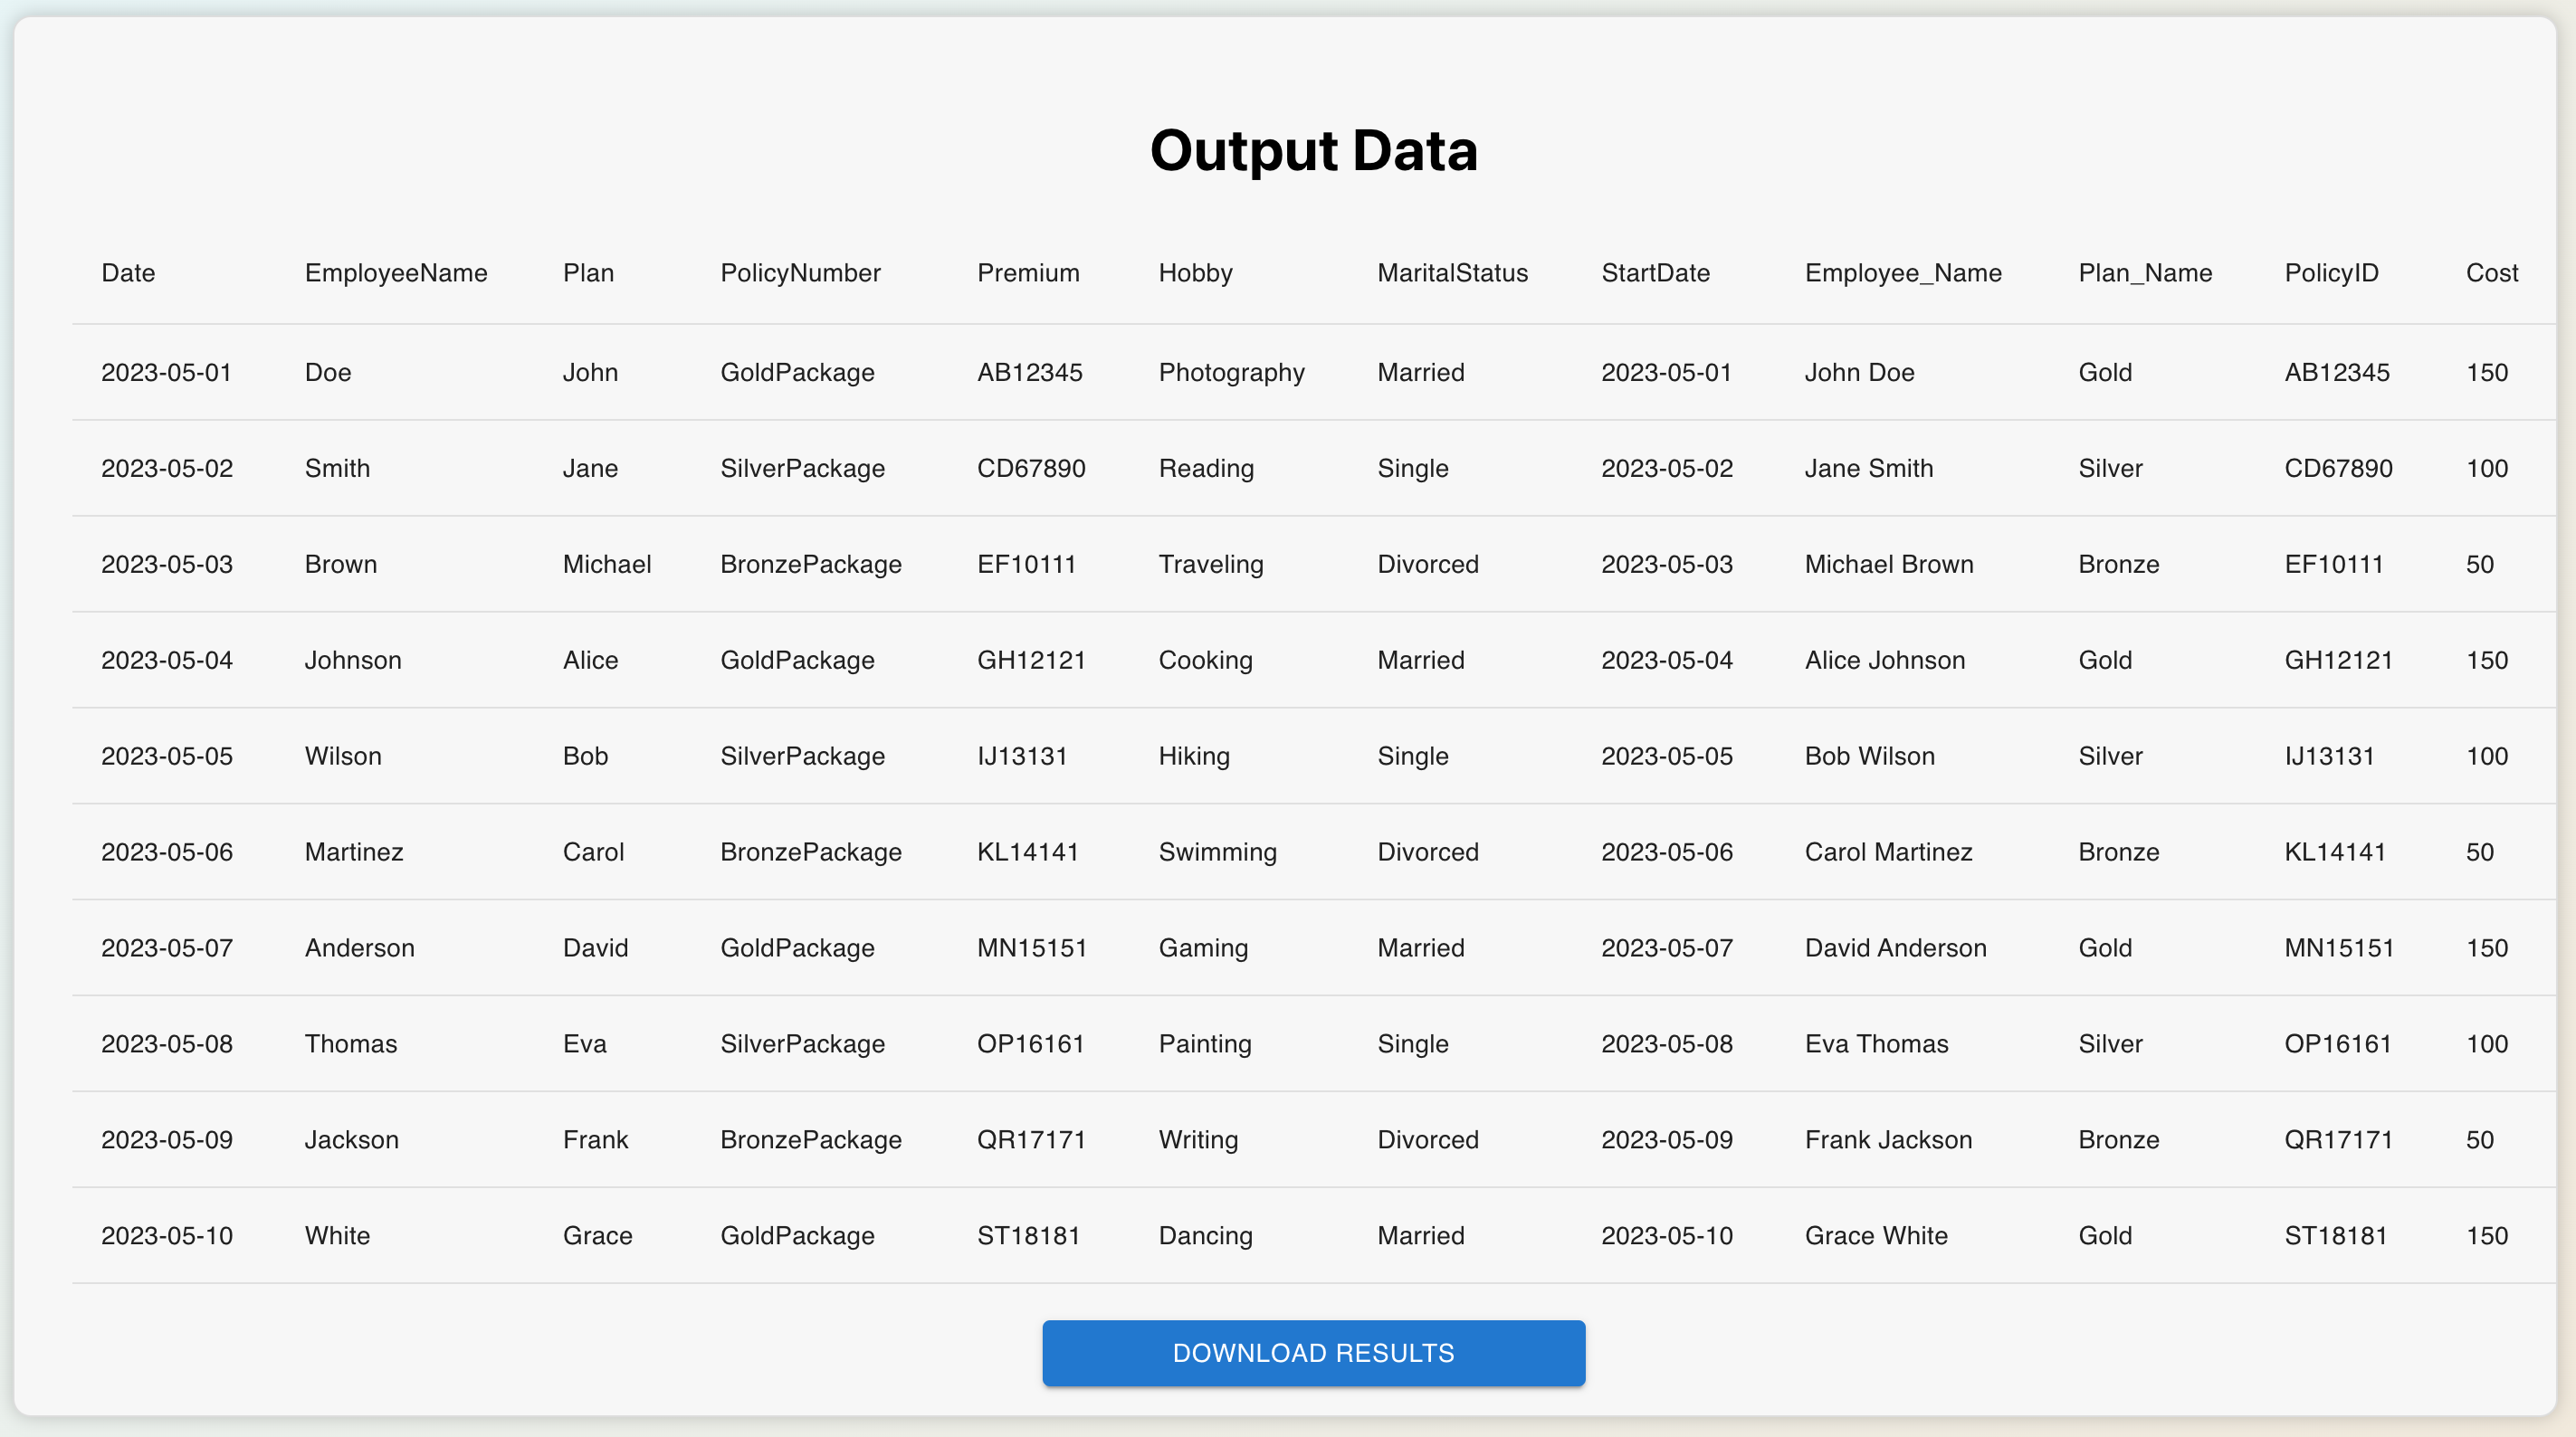 Output Data
Date EmployeeName Plan PolicyNumber Premium Hobby MaritalStatus StartDate Employee_Name Plan_Name PolicyID Cost
2023-05-01 Doe John GoldPackage AB12345 Photography Married 2023-05-01 John Doe Gold AB12345 150
2023-05-02 Smith Jane SilverPackage CD67890 Reading Single 2023-05-02 Jane Smith Silver CD67890 100
2023-05-03 Brown Michael BronzePackage EF10111 Traveling Divorced 2023-05-03 Michael Brown Bronze EF10111 50
2023-05-04 Johnson Alice GoldPackage GH12121 Cooking Married 2023-05-04 Alice Johnson Gold GH12121 150
2023-05-05 Wilson Bob SilverPackage IJ13131 Hiking Single 2023-05-05 Bob Wilson Silver IJ13131 100
2023-05-06 Martinez Carol BronzePackage KL14141 Swimming Divorced 2023-05-06 Carol Martinez Bronze KL14141 50
2023-05-07 Anderson David GoldPackage MN15151 Gaming Married 2023-05-07 David Anderson Gold MN15151 150
2023-05-08 Thomas Eva SilverPackage OP16161 Painting Single 2023-05-08 Eva Thomas Silver OP16161 100
2023-05-09 Jackson Frank BronzePackage QR17171 Writing Divorced 2023-05-09 Frank Jackson Bronze QR17171 50
2023-05-10 White Grace GoldPackage ST18181 Dancing Married 2023-05-10 Grace White Gold ST18181 150
DOWNLOAD RESULTS